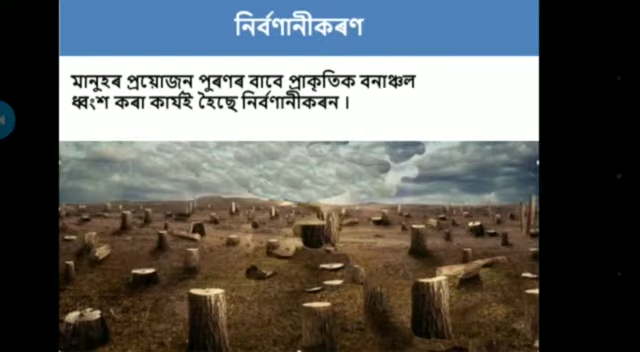 নিৰ্বণানীকৰণ
মানুহৰ প্ৰয়োজন পুৰণৰ বাবে প্ৰাকৃতিক বনাঞ্চল
ধ্বংশ কৰা কাৰ্যই হৈছে নিৰ্বণানীকৰন ।